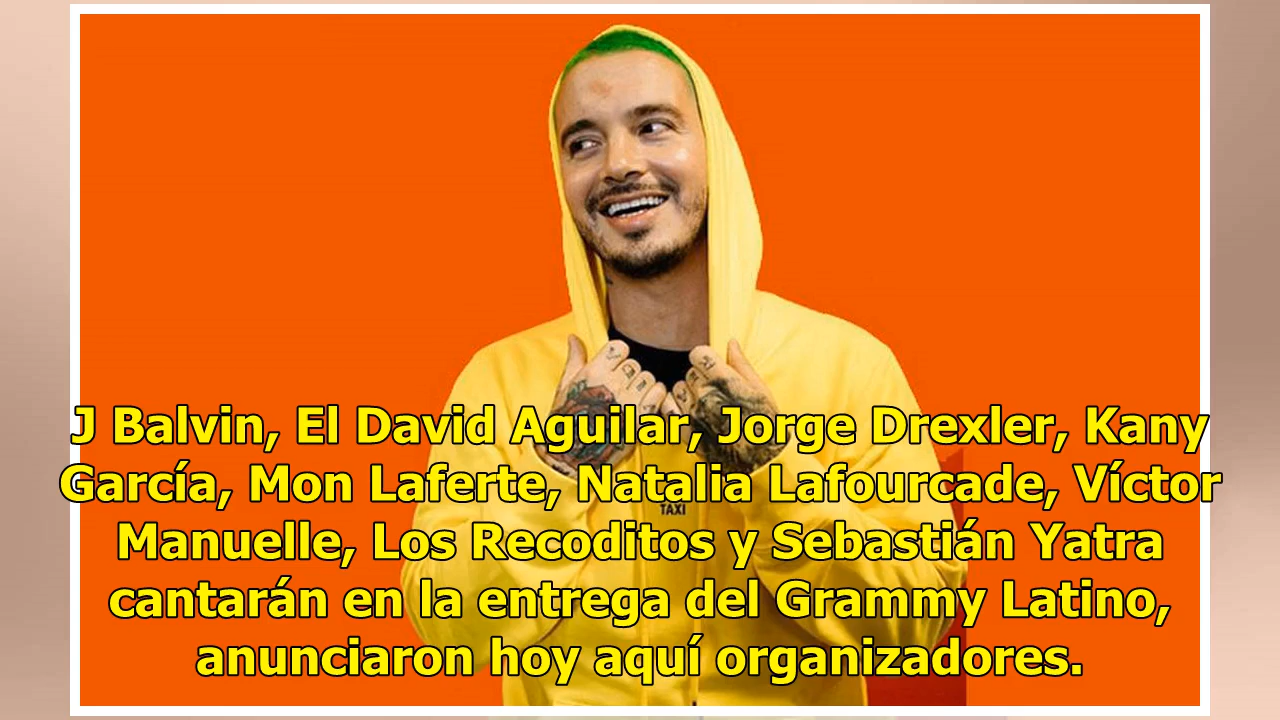 J Balvin, El David Aguilar, Jorge Drexler, Kany
García, Mon Laferte, Natalia Lafourcade, Víctor
Manuelle, Los Recoditos y Sebastián Yatra
cantarán en la entrega del Grammy Latino,
anunciaron hoy aquí organizadores.
TAXI